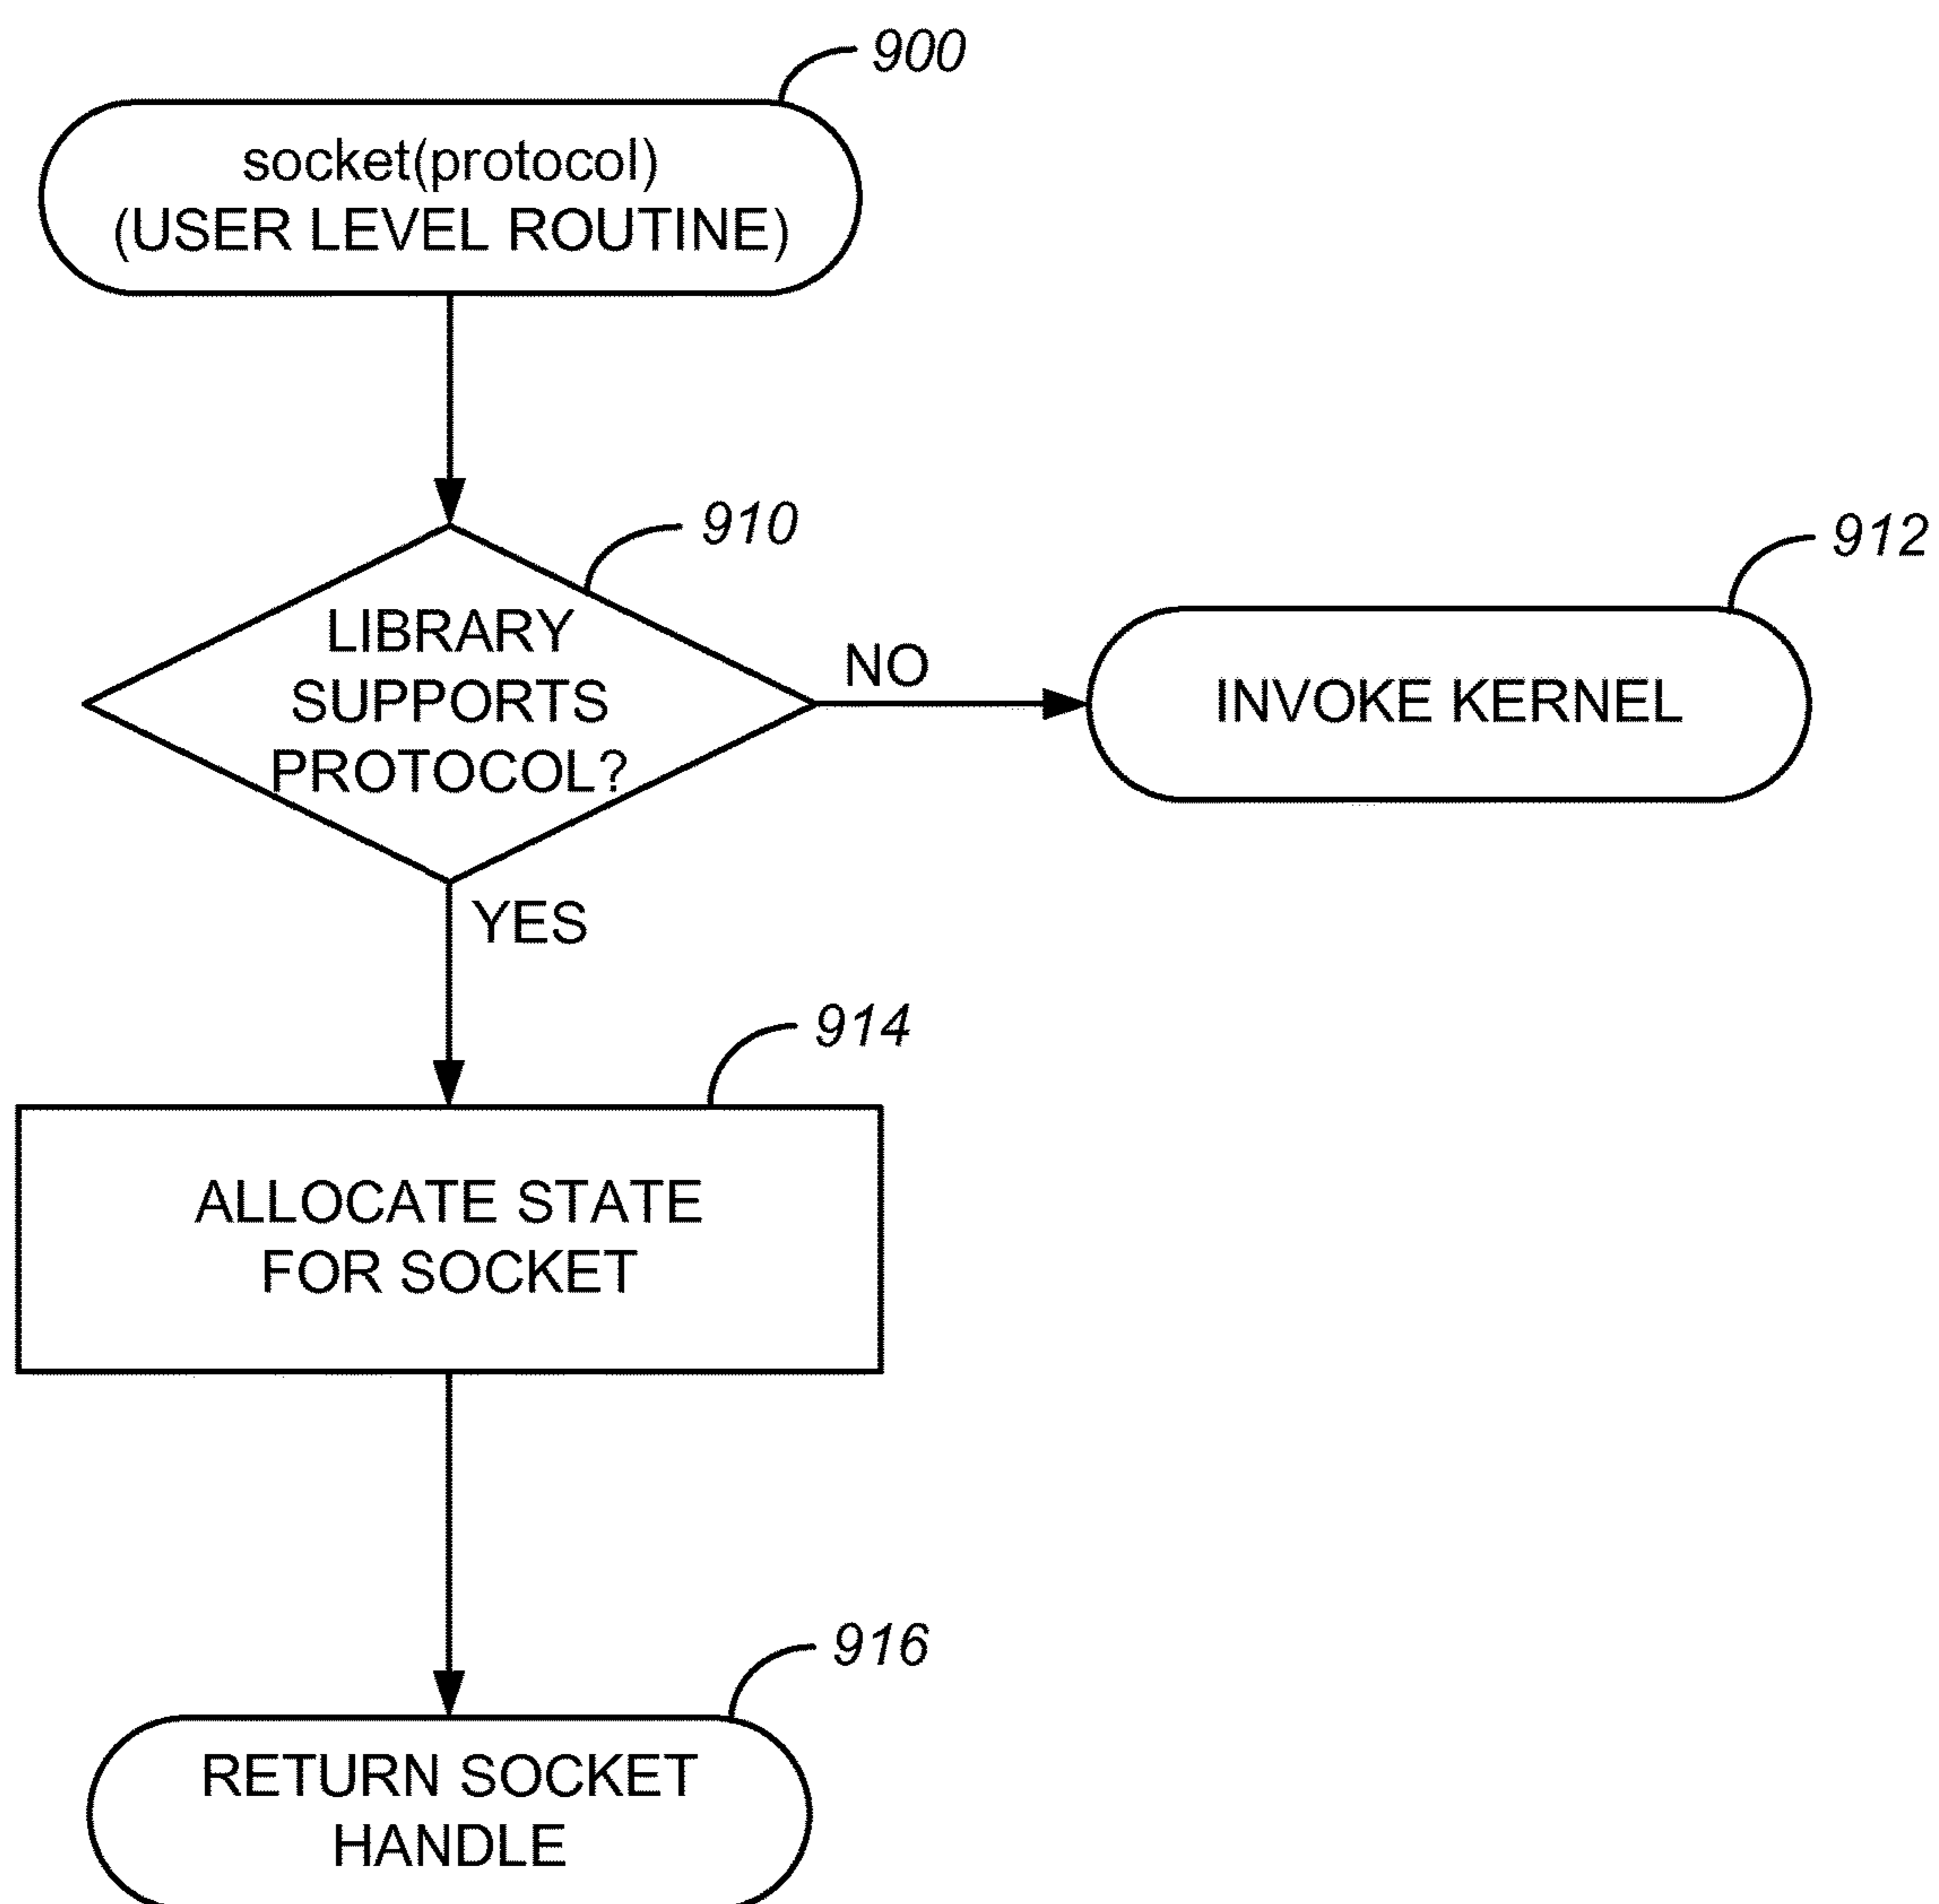 900
socket(protocol)
(USER LEVEL ROUTINE)
910
912
LIBRARY
SUPPORTS
PROTOCOL?
NO
INVOKE KERNEL
YES
914
ALLOCATE STATE
FOR SOCKET
916
RETURN SOCKET
HANDLE